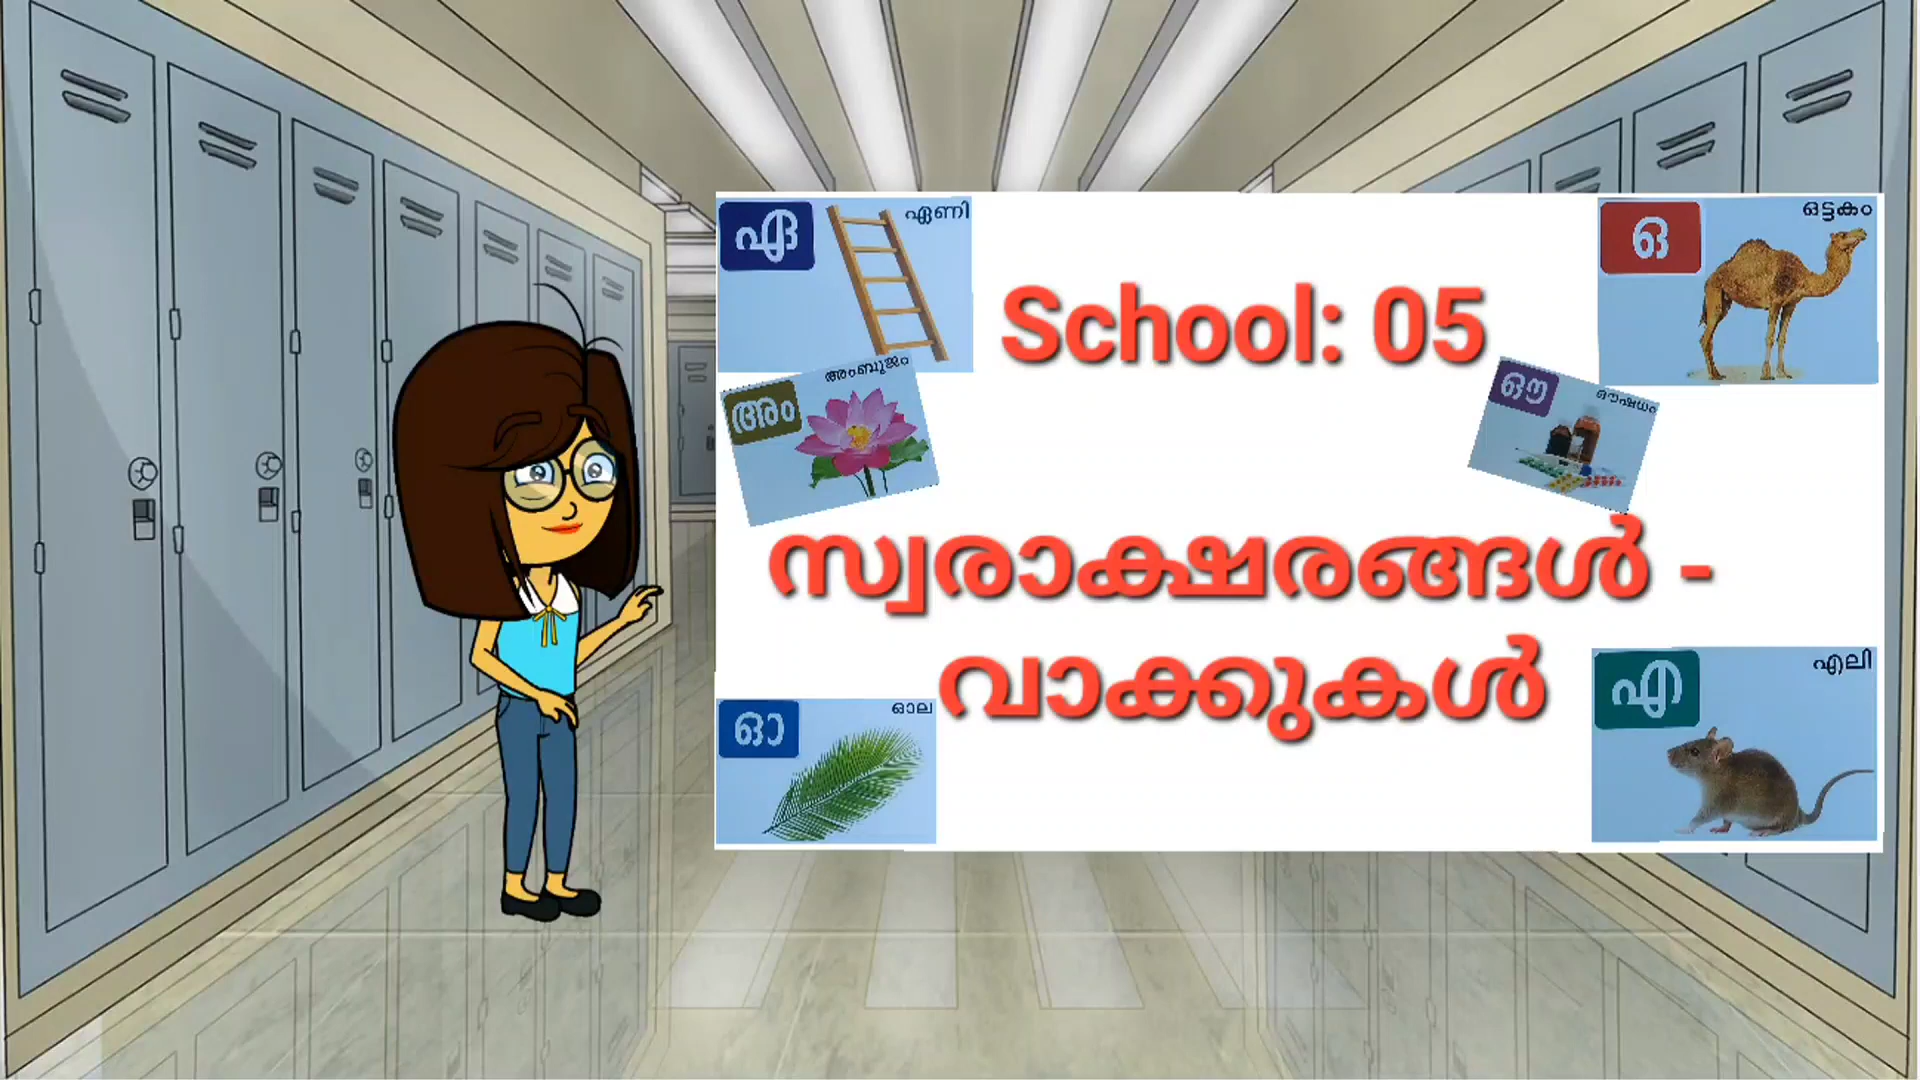 ഏ
ഏണി
ഒ
ഒട്ടകം
School: 05
അം
അംബുജം
ഔ
ഔഷധം
സ്വരാക്ഷരങ്ങൾ -
വാക്കുകൾ
ഓ
ഓല
എ
എലി